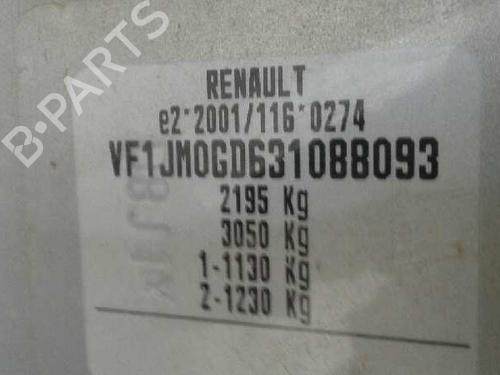 B-PARTS
RENAULT
e2*2001/116*0274
VF1JM0GD631088093
2195 Kg
3050 Kg
1-1130 Kg
2-1230 Kg